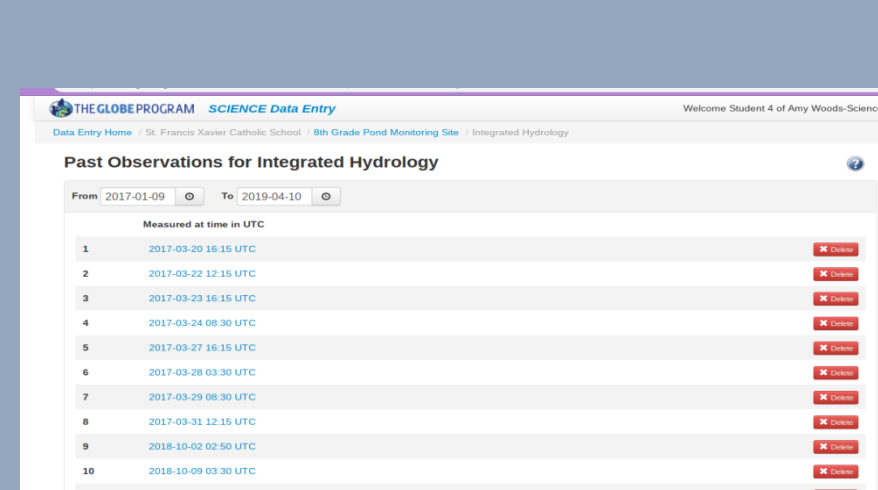 THE GLOBE PROGRAM SCIENCE Data Entry Welcome Student 4 of Amy Woods-Science
Data Entry Home / St. Francis Xavier Catholic School / 8th Grade Pond Monitoring Site / Integrated Hydrology
Past Observations for Integrated Hydrology ?
From 2017-01-09 To 2019-04-10
Measured at time in UTC
1 2017-03-20 16:15 UTC Delete
2 2017-03-22 12:15 UTC Delete
3 2017-03-23 16:15 UTC Delete
4 2017-03-24 08:30 UTC Delete
5 2017-03-27 16:15 UTC Delete
6 2017-03-28 03:30 UTC Delete
7 2017-03-29 08:30 UTC Delete
8 2017-03-31 12:15 UTC Delete
9 2018-10-02 02:50 UTC Delete
10 2018-10-09 03:30 UTC Delete